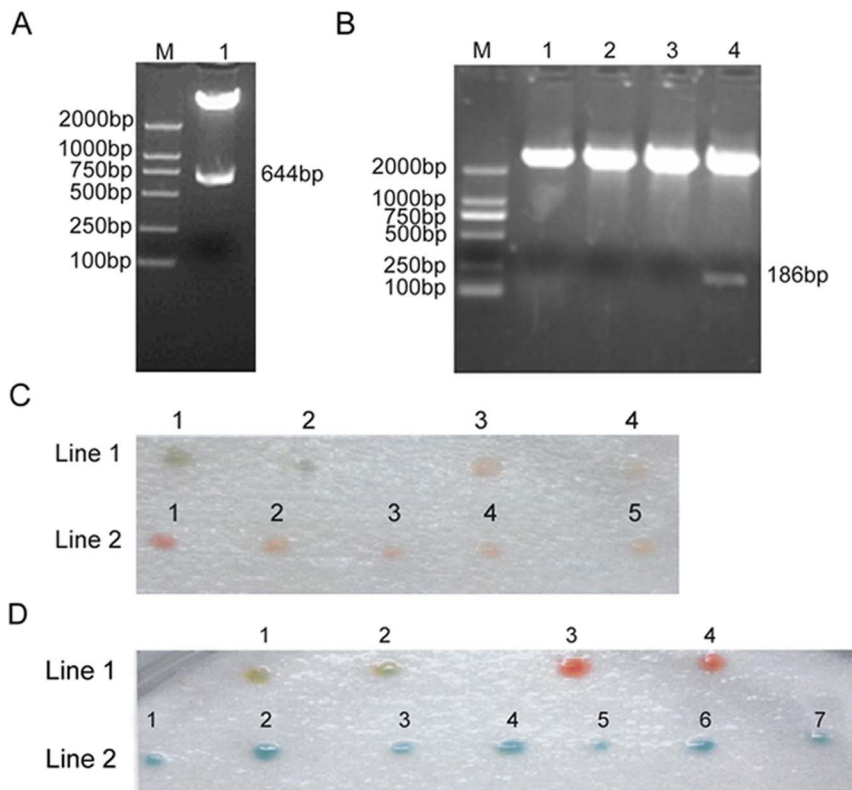 A
M 1
2000bp
1000bp
750bp
500bp
250bp
100bp
644bp
B
M 1 2 3 4
2000bp
1000bp
750bp
500bp
250bp
100bp
186bp
C
1 2 3 4
Line 1
1 2 3 4 5
Line 2
D
1 2 3 4
Line 1
1 2 3 4 5 6 7
Line 2